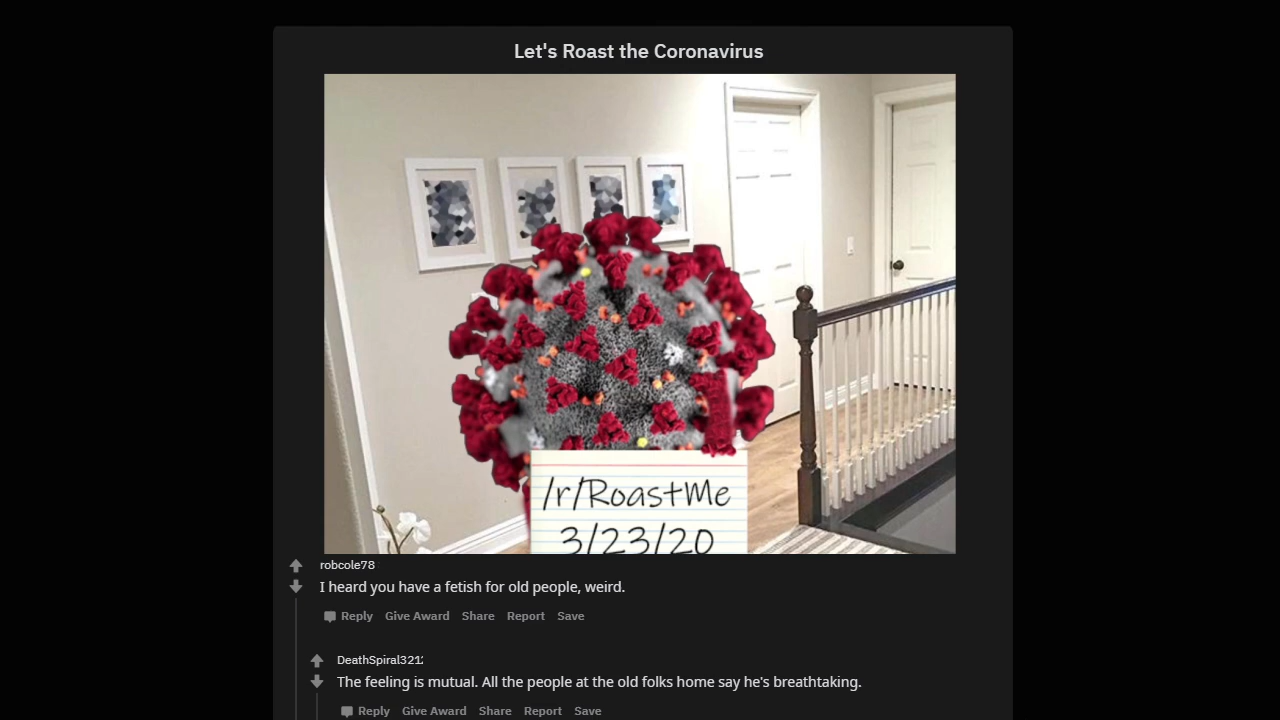 Let's Roast the Coronavirus
/r/RoastMe
3/23/20
robcole78
I heard you have a fetish for old people, weird.
Reply Give Award Share Report Save
DeathSpiral321
The feeling is mutual. All the people at the old folks home say he's breathtaking.
Reply Give Award Share Report Save